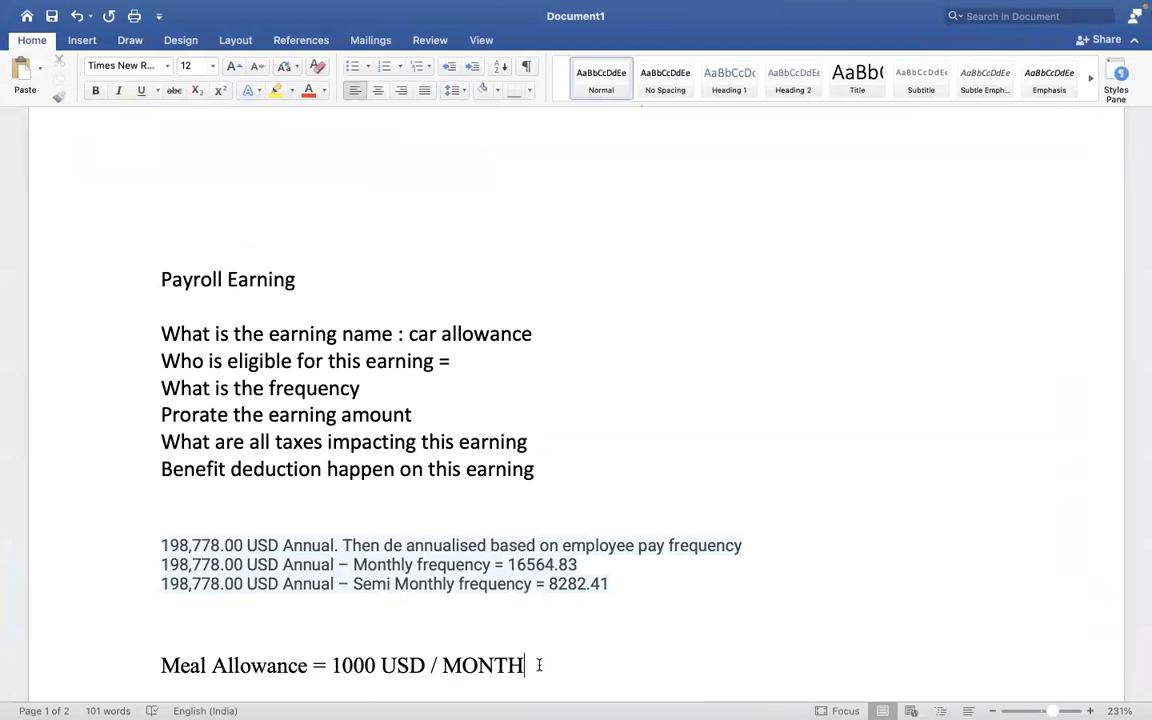 Document1
Search in Document
Home Insert Draw Design Layout References Mailings Review View
Share
Paste
Times New R... 12
AaBbCcDdEe AaBbCcDdEe AaBbCcDc AaBbCcDdEe AaBb( AaBbCcDdEe AaBbCcDdEe AaBbCcDdEe
Normal No Spacing Heading 1 Heading 2 Title Subtitle Subtle Emph... Emphasis
Styles
Pane
Payroll Earning
What is the earning name : car allowance
Who is eligible for this earning =
What is the frequency
Prorate the earning amount
What are all taxes impacting this earning
Benefit deduction happen on this earning
198,778.00 USD Annual. Then de annualised based on employee pay frequency
198,778.00 USD Annual – Monthly frequency = 16564.83
198,778.00 USD Annual – Semi Monthly frequency = 8282.41
Meal Allowance = 1000 USD / MONTH
Page 1 of 2 101 words English (India) Focus 231%